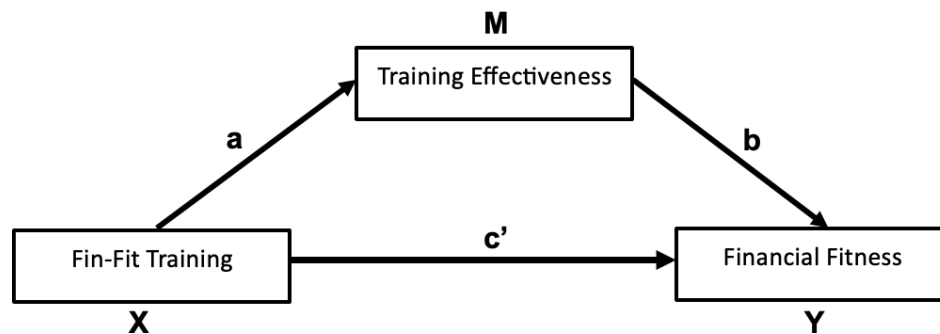 M
Training Effectiveness
a
b
c’
Fin-Fit Training
Financial Fitness
X
Y